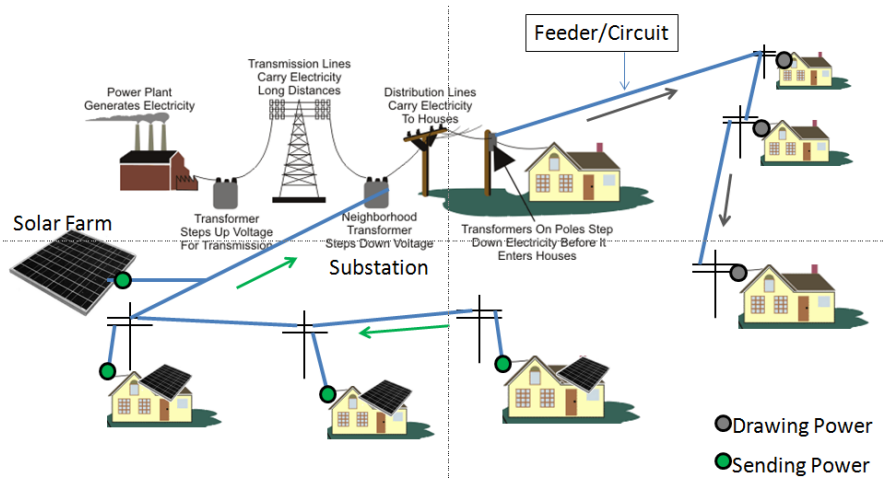 Feeder/Circuit
Transmission Lines
Carry Electricity
Long Distances
Power Plant
Generates Electricity
Distribution Lines
Carry Electricity
To Houses
Solar Farm
Transformer
Steps Up Voltage
For Transmission
Neighborhood
Transformer
Steps Down Voltage
Transformers On Poles Step
Down Electricity Before It
Enters Houses
Substation
Drawing Power
Sending Power